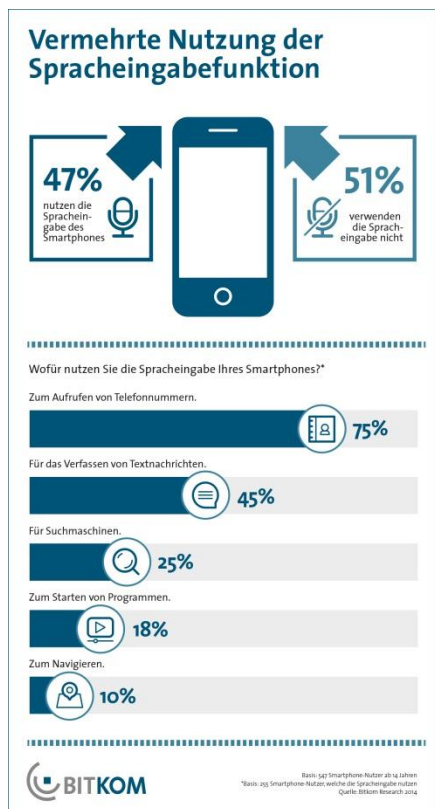 Vermehrte Nutzung der
Spracheingabefunktion
47%
nutzen die
Sprachein-
gabe des
Smartphones
51%
verwenden
die Sprach-
eingabe nicht
Wofür nutzen Sie die Spracheingabe Ihres Smartphones?*
Zum Aufrufen von Telefonnummern.
75%
Für das Verfassen von Textnachrichten.
45%
Für Suchmaschinen.
25%
Zum Starten von Programmen.
18%
Zum Navigieren.
10%
BITKOM
Basis: 547 Smartphone-Nutzer ab 14 Jahren
*Basis: 255 Smartphone-Nutzer, welche die Spracheingabe nutzen
Quelle: Bitkom Research 2014